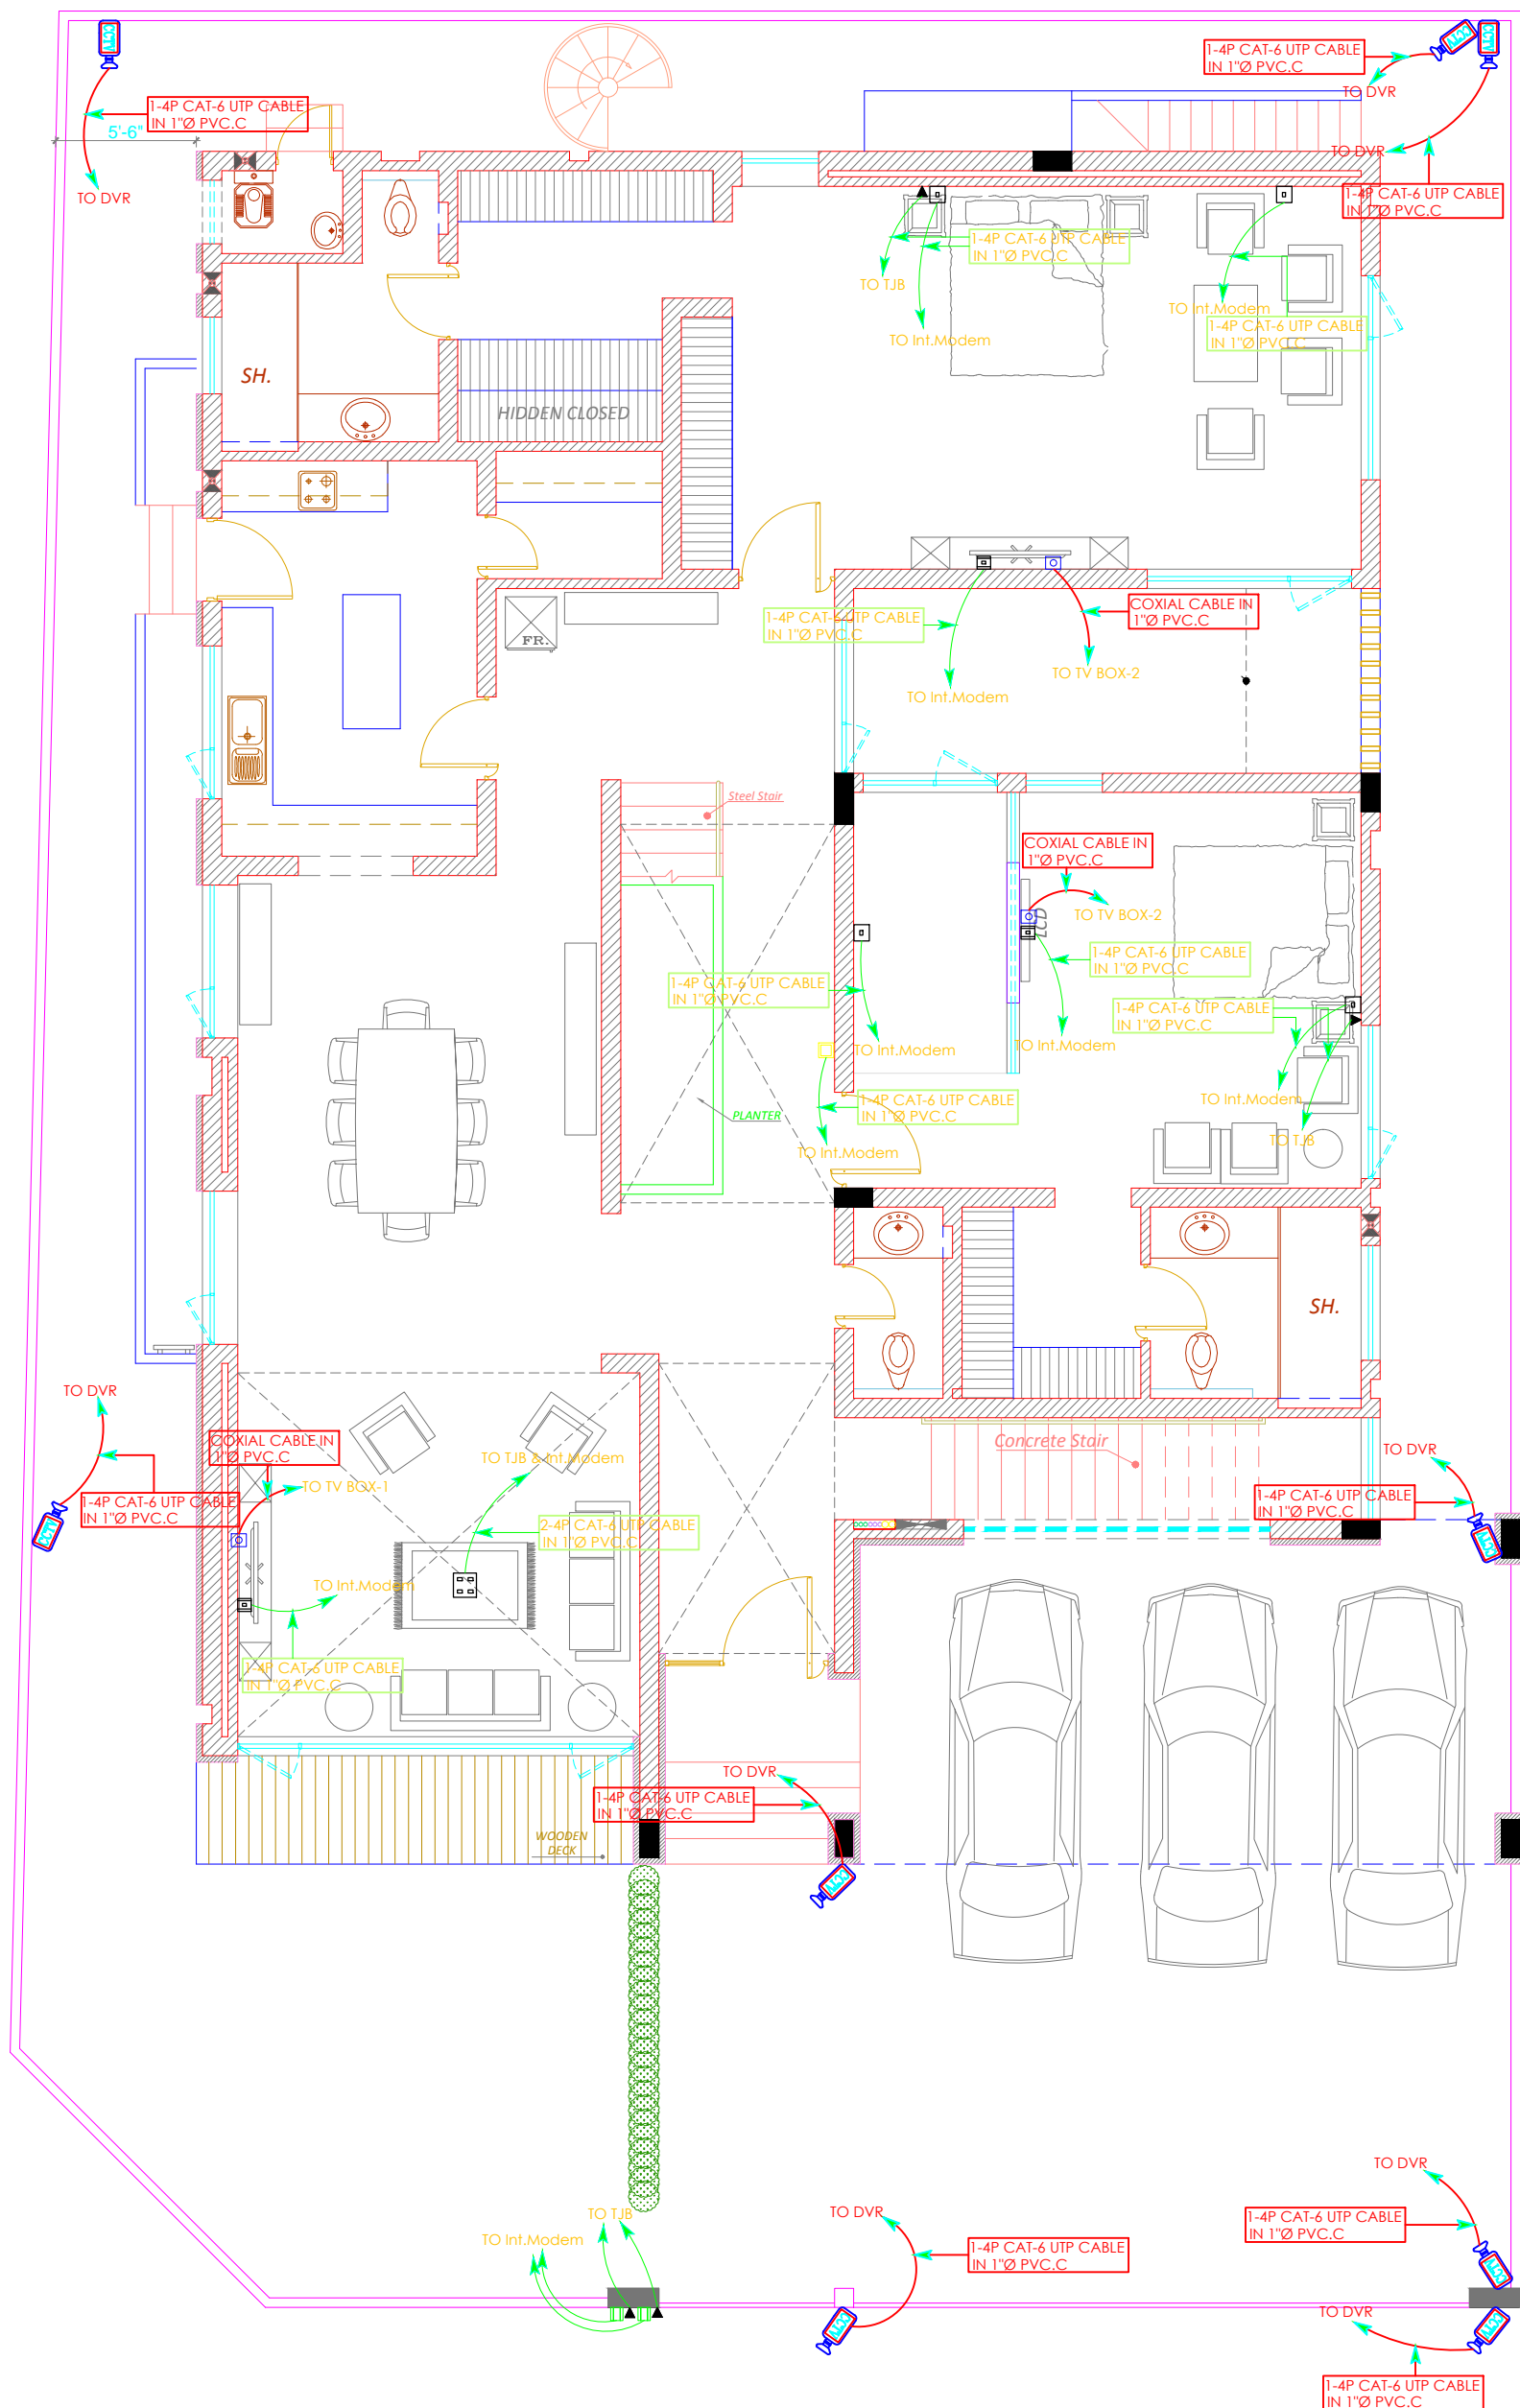 CCTV
CCTV
CCTV
1-4P CAT-6 UTP CABLE
IN 1"Ø PVC.C
TO DVR
1-4P CAT-6 UTP CABLE
IN 1"Ø PVC.C
5'-6"
TO DVR
TO DVR
1-4P CAT-6 UTP CABLE
IN 1"Ø PVC.C
1-4P CAT-6 UTP CABLE
IN 1"Ø PVC.C
TO TJB
TO Int.Modem
TO Int.Modem
1-4P CAT-6 UTP CABLE
IN 1"Ø PVC.C
SH.
HIDDEN CLOSED
FR.
1-4P CAT-6 UTP CABLE
IN 1"Ø PVC.C
COXIAL CABLE IN
1"Ø PVC.C
TO TV BOX-2
TO Int.Modem
Steel Stair
COXIAL CABLE IN
1"Ø PVC.C
LCD
TO TV BOX-2
1-4P CAT-6 UTP CABLE
IN 1"Ø PVC.C
1-4P CAT-6 UTP CABLE
IN 1"Ø PVC.C
1-4P CAT-6 UTP CABLE
IN 1"Ø PVC.C
TO Int.Modem
TO Int.Modem
1-4P CAT-6 UTP CABLE
IN 1"Ø PVC.C
TO Int.Modem
PLANTER
TO TJB
TO Int.Modem
SH.
TO DVR
COXIAL CABLE IN
1"Ø PVC.C
TO TJB & Int.Modem
Concrete Stair
TO DVR
TO TV BOX-1
1-4P CAT-6 UTP CABLE
IN 1"Ø PVC.C
1-4P CAT-6 UTP CABLE
IN 1"Ø PVC.C
CCTV
2-4P CAT-6 UTP CABLE
IN 1"Ø PVC.C
CCTV
TO Int.Modem
1-4P CAT-6 UTP CABLE
IN 1"Ø PVC.C
TO DVR
1-4P CAT-6 UTP CABLE
IN 1"Ø PVC.C
WOODEN
DECK
CCTV
TO DVR
TO TJB
TO DVR
1-4P CAT-6 UTP CABLE
IN 1"Ø PVC.C
TO Int.Modem
1-4P CAT-6 UTP CABLE
IN 1"Ø PVC.C
CCTV
TO DVR
CCTV
CCTV
1-4P CAT-6 UTP CABLE
IN 1"Ø PVC.C